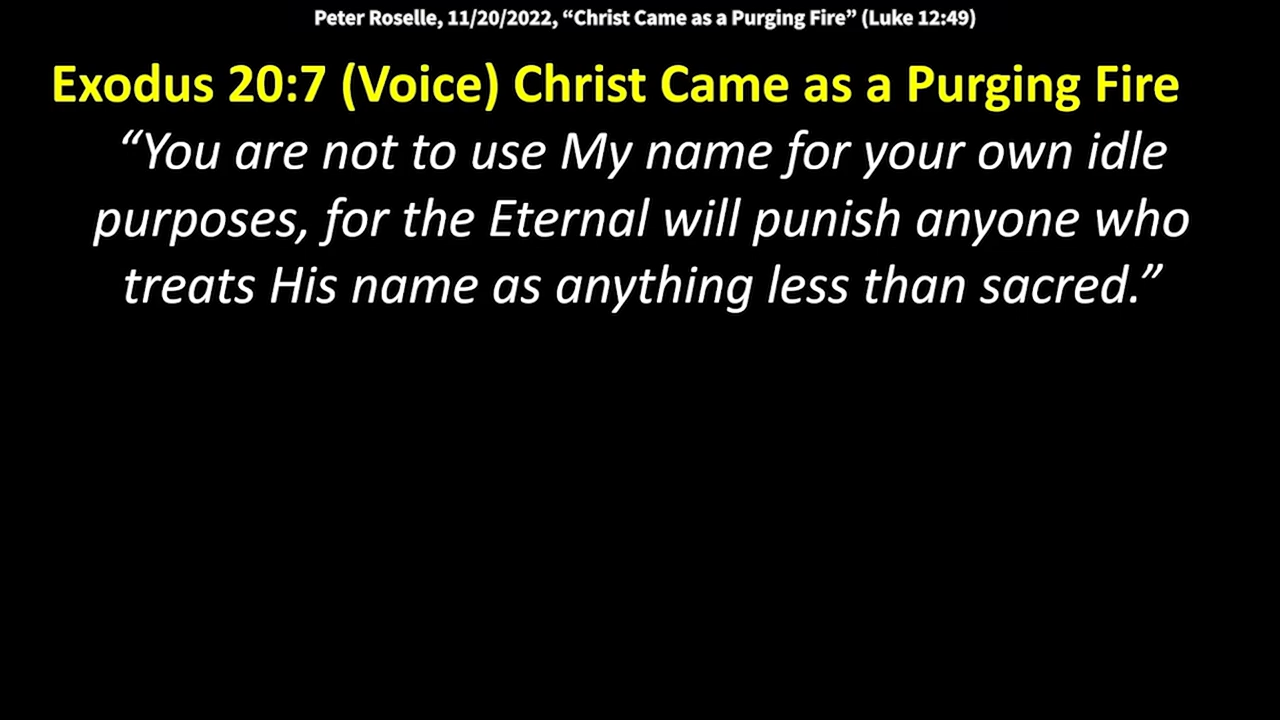 Peter Roselle, 11/20/2022, “Christ Came as a Purging Fire” (Luke 12:49)
Exodus 20:7 (Voice) Christ Came as a Purging Fire
“You are not to use My name for your own idle
purposes, for the Eternal will punish anyone who
treats His name as anything less than sacred.”